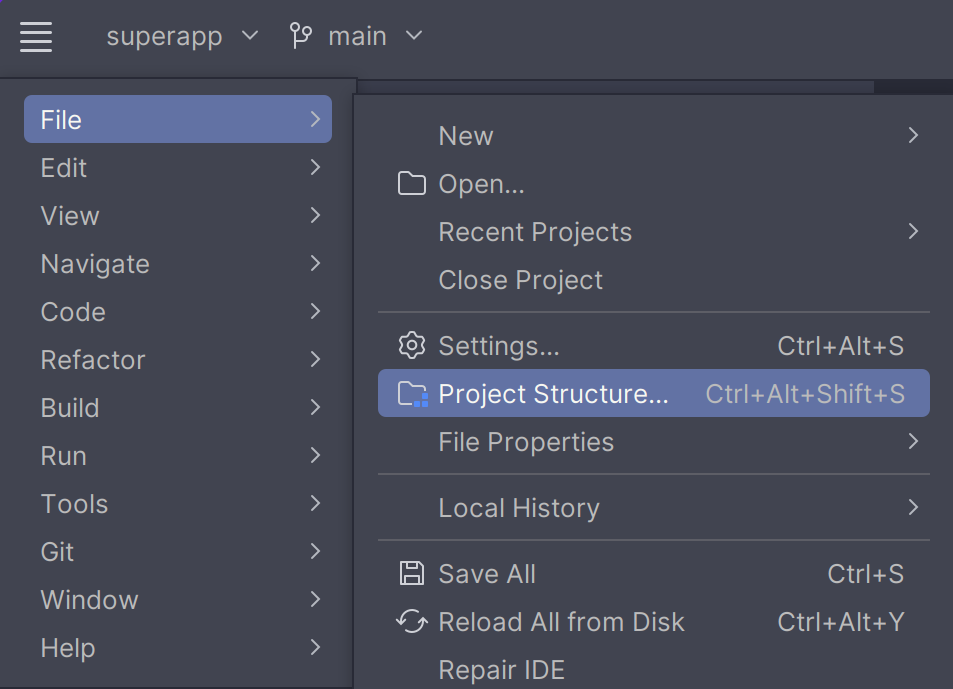 superapp main
File
Edit
View
Navigate
Code
Refactor
Build
Run
Tools
Git
Window
Help
New
Open...
Recent Projects
Close Project
Settings... Ctrl+Alt+S
Project Structure... Ctrl+Alt+Shift+S
File Properties
Local History
Save All Ctrl+S
Reload All from Disk Ctrl+Alt+Y
Repair IDE